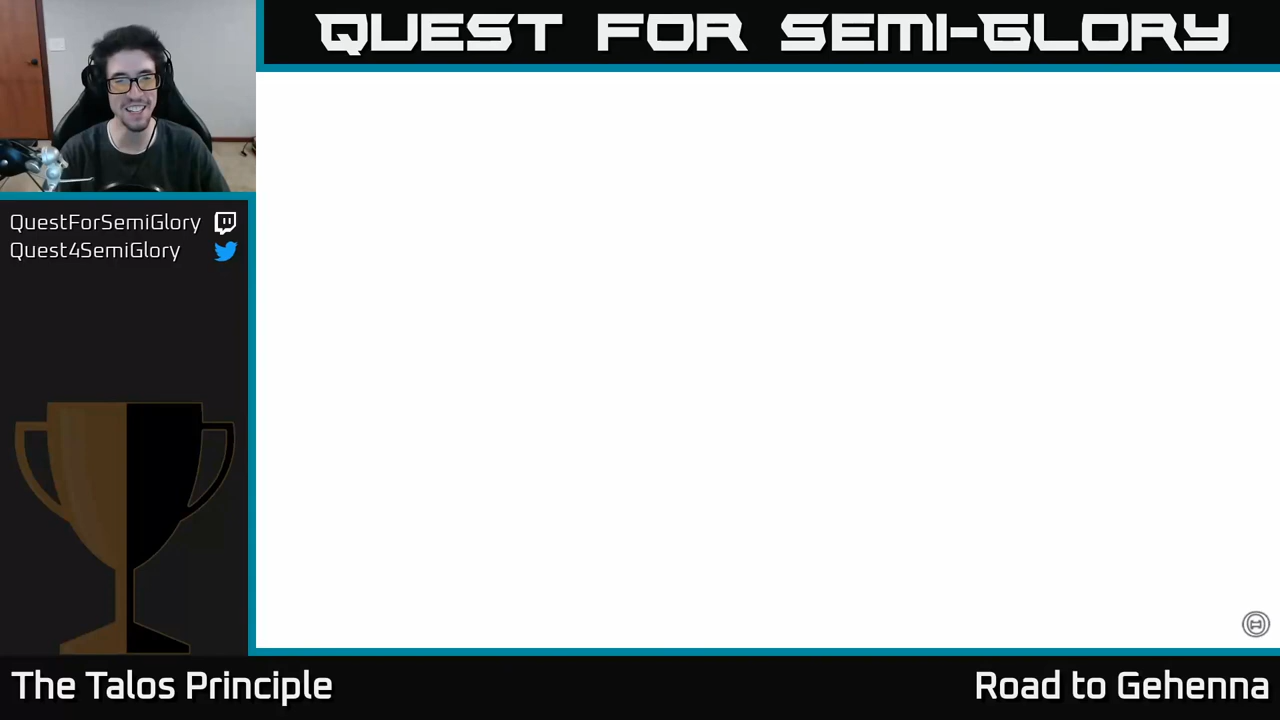 QUEST FOR SEMI-GLORY
QuestForSemiGlory
Quest4SemiGlory
The Talos Principle
Road to Gehenna